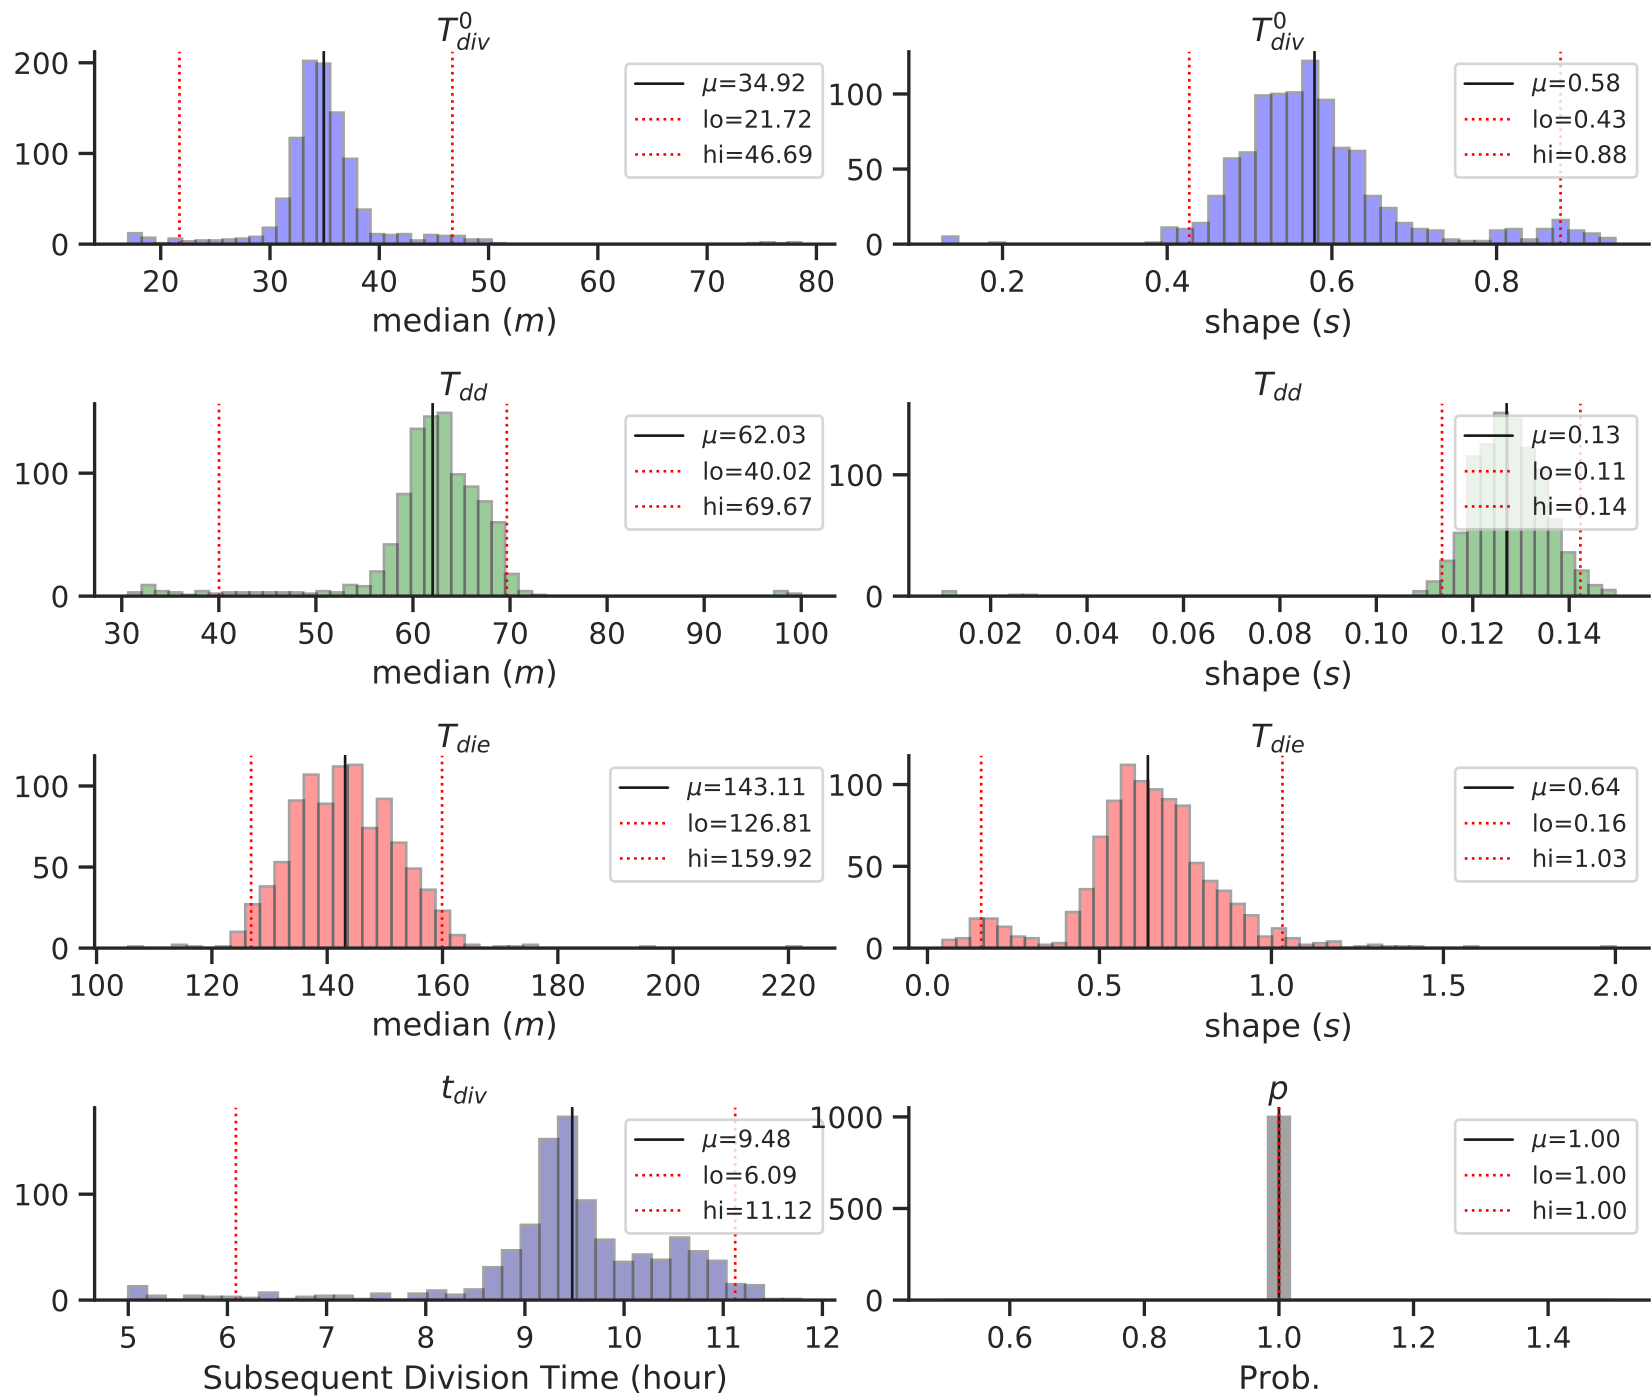 T⁰div
200
100
0
μ=34.92
lo=21.72
hi=46.69
20 30 40 50 60 70 80
median (m)
T⁰div
100
50
0
μ=0.58
lo=0.43
hi=0.88
0.2 0.4 0.6 0.8
shape (s)
Tdd
100
0
μ=62.03
lo=40.02
hi=69.67
30 40 50 60 70 80 90 100
median (m)
Tdd
100
0
μ=0.13
lo=0.11
hi=0.14
0.02 0.04 0.06 0.08 0.10 0.12 0.14
shape (s)
Tdie
100
50
0
μ=143.11
lo=126.81
hi=159.92
100 120 140 160 180 200 220
median (m)
Tdie
100
50
0
μ=0.64
lo=0.16
hi=1.03
0.0 0.5 1.0 1.5 2.0
shape (s)
tdiv
100
0
μ=9.48
lo=6.09
hi=11.12
5 6 7 8 9 10 11 12
Subsequent Division Time (hour)
p
1000
500
0
μ=1.00
lo=1.00
hi=1.00
0.6 0.8 1.0 1.2 1.4
Prob.